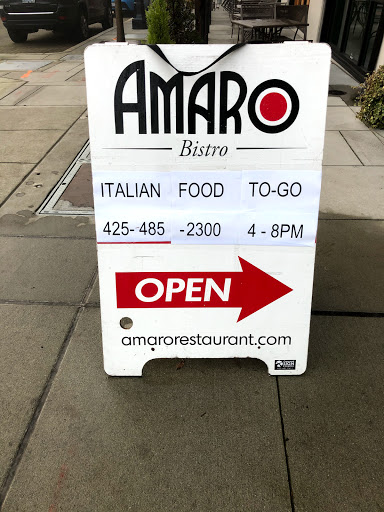 AMARO
Bistro
ITALIAN FOOD TO-GO
425-485 -2300 4 - 8PM
OPEN
amarorestaurant.com